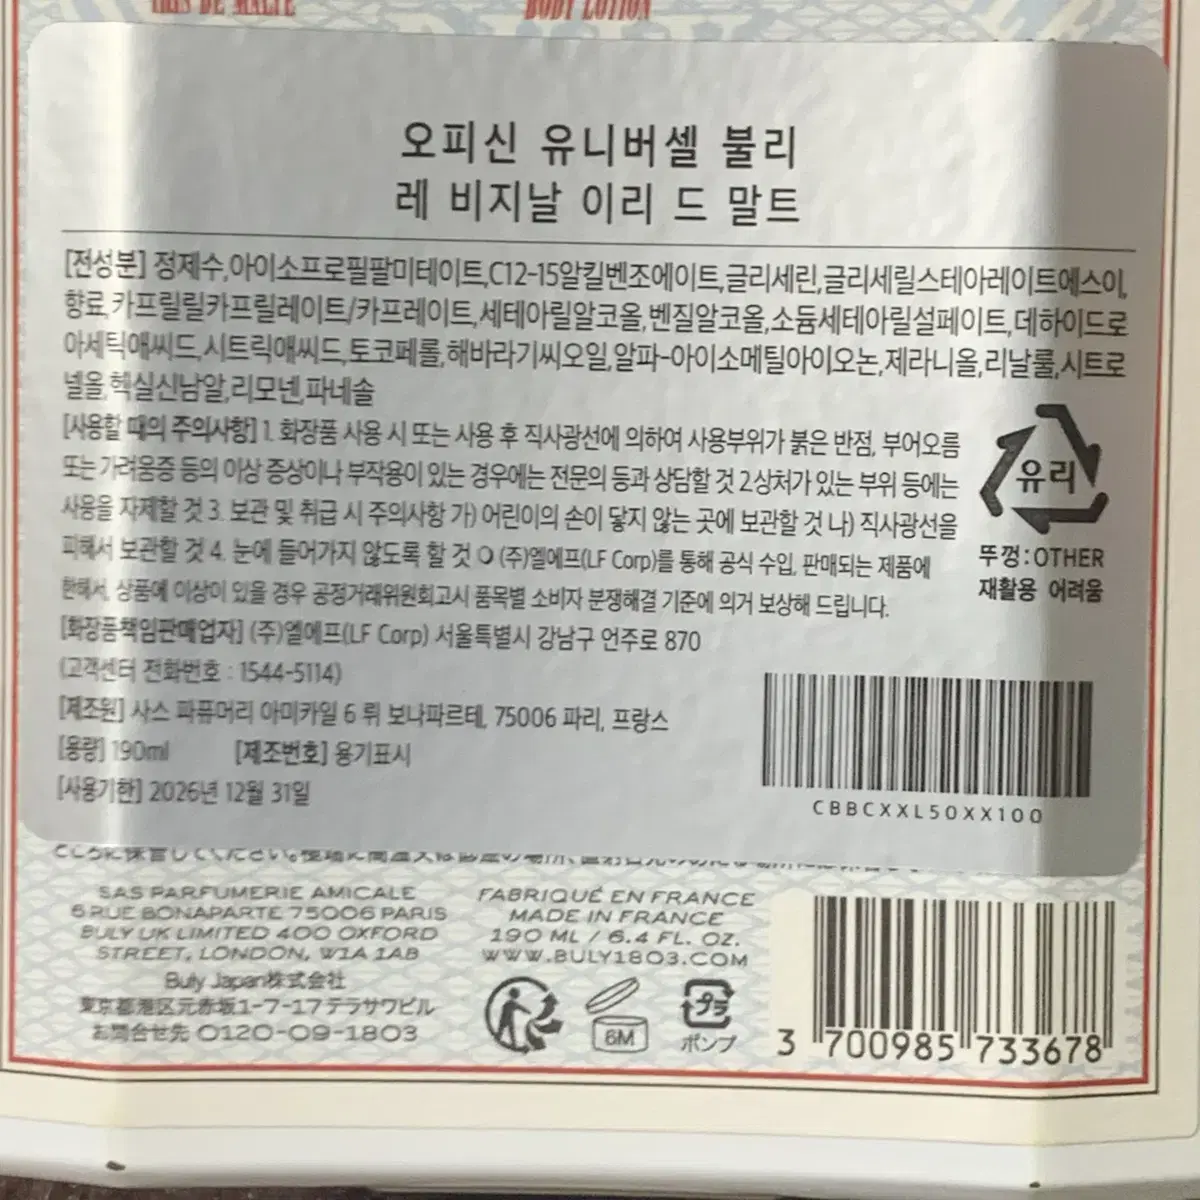 IRIS DE MALTE
BODY LOTION
오피신 유니버셀 불리
레 비지날 이리 드 말트
[전성분] 정제수,아이소프로필팔미테이트,C12-15알킬벤조에이트,글리세린,글리세릴스테아레이트에스이,
향료,카프릴릴카프릴레이트/카프레이트,세테아릴알코올,벤질알코올,소듐세테아릴설페이트,데하이드로
아세틱애씨드,시트릭애씨드,토코페롤,해바라기씨오일,알파-아이소메틸아이오논,제라니올,리날룰,시트로
넬올,헥실신남알,리모넨,파네솔
[사용할 때의 주의사항] 1. 화장품 사용 시 또는 사용 후 직사광선에 의하여 사용부위가 붉은 반점, 부어오름
또는 가려움증 등의 이상 증상이나 부작용이 있는 경우에는 전문의 등과 상담할 것 2.상처가 있는 부위 등에는
사용을 자제할 것 3. 보관 및 취급 시 주의사항 가) 어린이의 손이 닿지 않는 곳에 보관할 것 나) 직사광선을
피해서 보관할 것 4. 눈에 들어가지 않도록 할 것 ○ (주)엘에프(LF Corp)를 통해 공식 수입, 판매되는 제품에
한해서, 상품에 이상이 있을 경우 공정거래위원회고시 품목별 소비자 분쟁해결 기준에 의거 보상해 드립니다.
유리
뚜껑:OTHER
재활용 어려움
[화장품책임판매업자] (주)엘에프(LF Corp) 서울특별시 강남구 언주로 870
(고객센터 전화번호 : 1544-5114)
[제조원] 사스 파퓨머리 아미카일 6 뤼 보나파르테, 75006 파리, 프랑스
[용량] 190ml [제조번호] 용기표시
[사용기한] 2026년 12월 31일
CBBCXXL50XX100
SAS PARFUMERIE AMICALE
6 RUE BONAPARTE 75006 PARIS
BULY UK LIMITED 400 OXFORD
STREET, LONDON, W1A 1AB
Buly Japan株式会社
東京都港区元赤坂1-7-17テラサワビル
お問合せ先 0120-09-1803
FABRIQUÉ EN FRANCE
MADE IN FRANCE
190 ML / 6.4 FL. OZ.
WWW.BULY1803.COM
6M
プラ
ポンプ
3 700985 733678